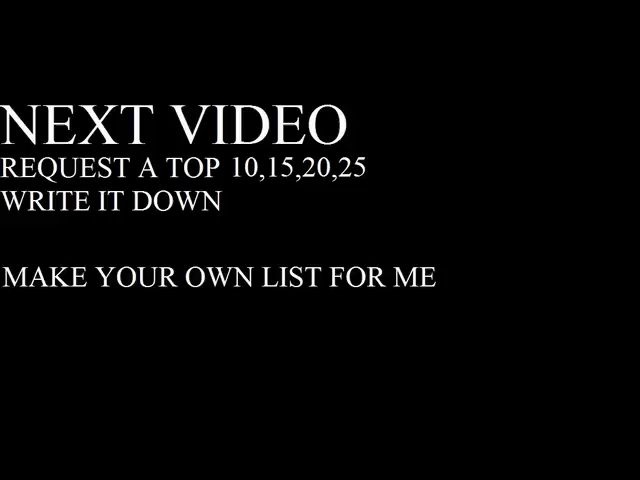 NEXT VIDEO
REQUEST A TOP 10,15,20,25
WRITE IT DOWN
MAKE YOUR OWN LIST FOR ME